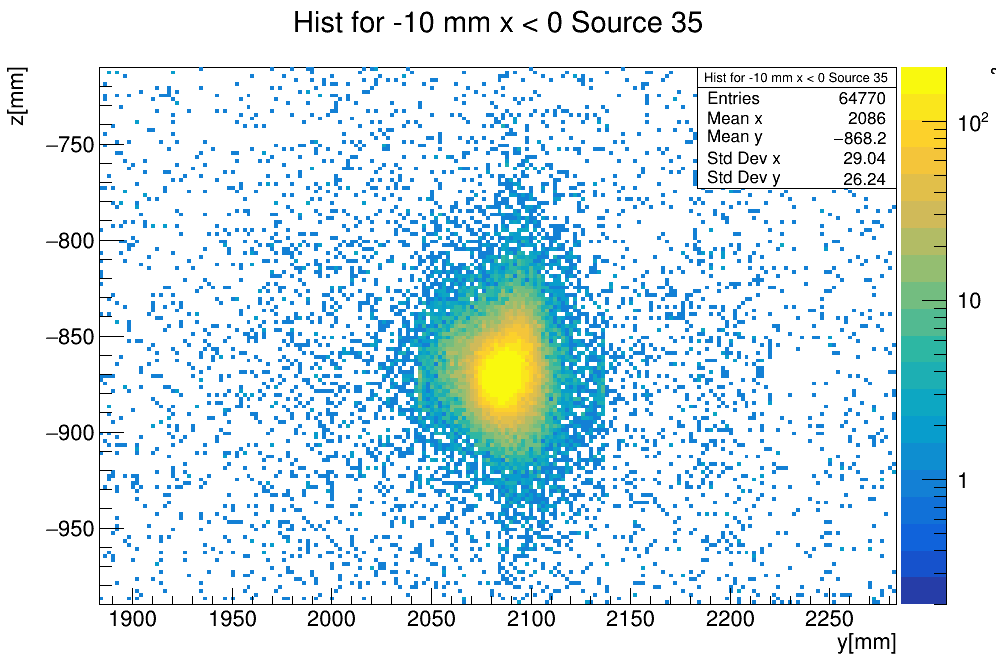 Hist for -10 mm x < 0 Source 35
z[mm]
Hist for -10 mm x < 0 Source 35
Entries 64770
Mean x 2086
Mean y −868.2
Std Dev x 29.04
Std Dev y 26.24
−750
−800
−850
−900
−950
10²
10
1
1900 1950 2000 2050 2100 2150 2200 2250
y[mm]